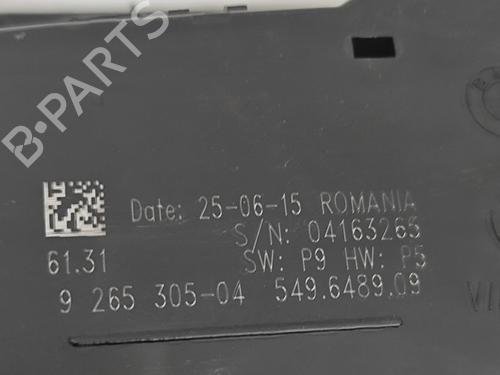 B-PARTS
Date: 25-06-15 ROMANIA
S/N: 04163265
61.31 SW: P9 HW: P5
9 265 305-04 549.6489.09